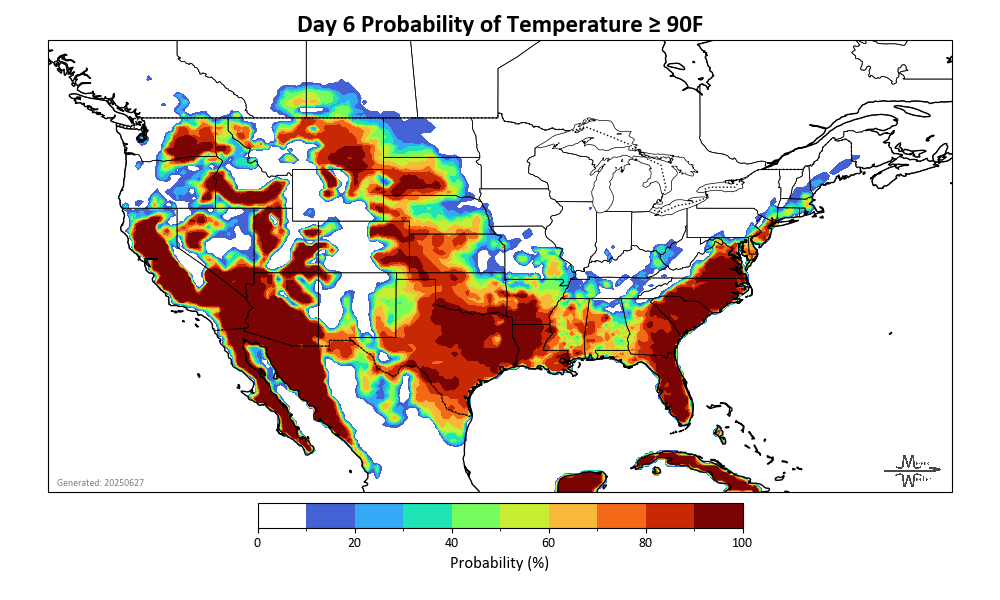 Day 6 Probability of Temperature ≥ 90F
Generated: 20250627
0 20 40 60 80 100
Probability (%)